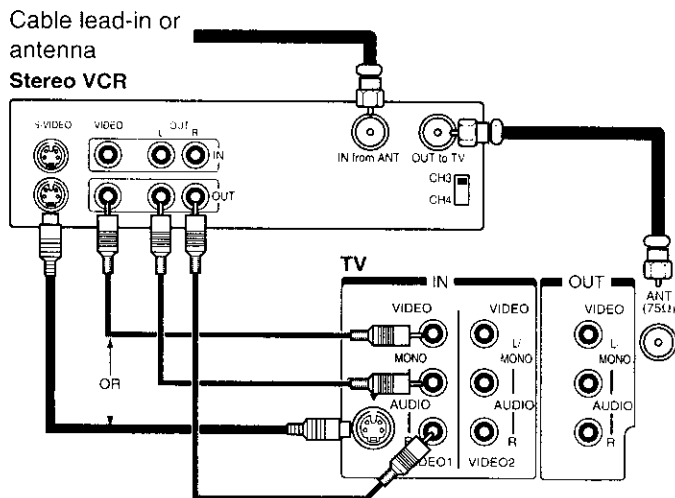 Cable lead-in or
antenna
Stereo VCR
S-VIDEO
VIDEO
OUT
L
R
IN
OUT
IN from ANT
OUT to TV
CH3
CH4
TV
IN
OUT
ANT
(75Ω)
VIDEO
MONO
AUDIO
R
VIDEO1
VIDEO
L/
MONO
AUDIO
R
VIDEO2
VIDEO
L/
MONO
AUDIO
R
OR